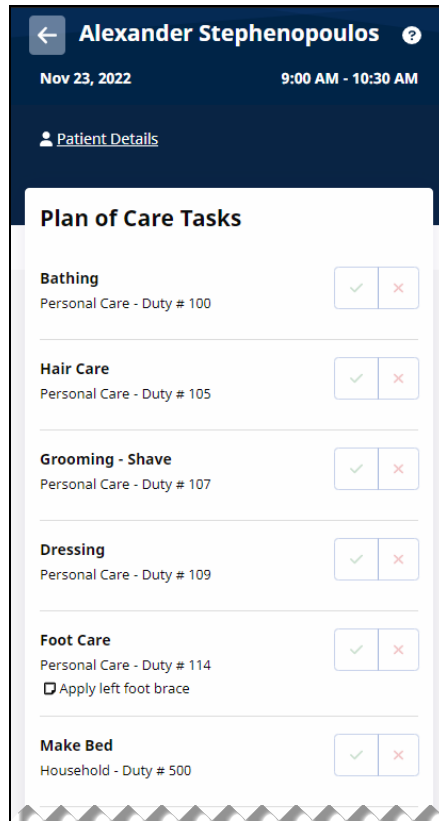 Alexander Stephenopoulos ?
Nov 23, 2022 9:00 AM - 10:30 AM
Patient Details
Plan of Care Tasks
Bathing
Personal Care - Duty # 100
Hair Care
Personal Care - Duty # 105
Grooming - Shave
Personal Care - Duty # 107
Dressing
Personal Care - Duty # 109
Foot Care
Personal Care - Duty # 114
Apply left foot brace
Make Bed
Household - Duty # 500